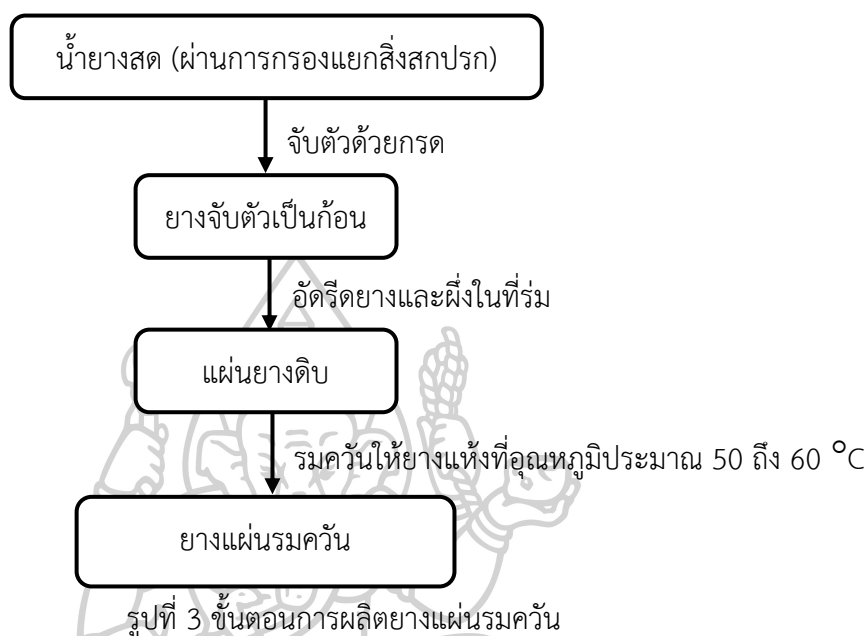 น้ำยางสด (ผ่านการกรองแยกสิ่งสกปรก)
จับตัวด้วยกรด
ยางจับตัวเป็นก้อน
อัดรีดยางและผึ่งในที่ร่ม
แผ่นยางดิบ
รมควันให้ยางแห้งที่อุณหภูมิประมาณ 50 ถึง 60 °C
ยางแผ่นรมควัน
รูปที่ 3 ขั้นตอนการผลิตยางแผ่นรมควัน